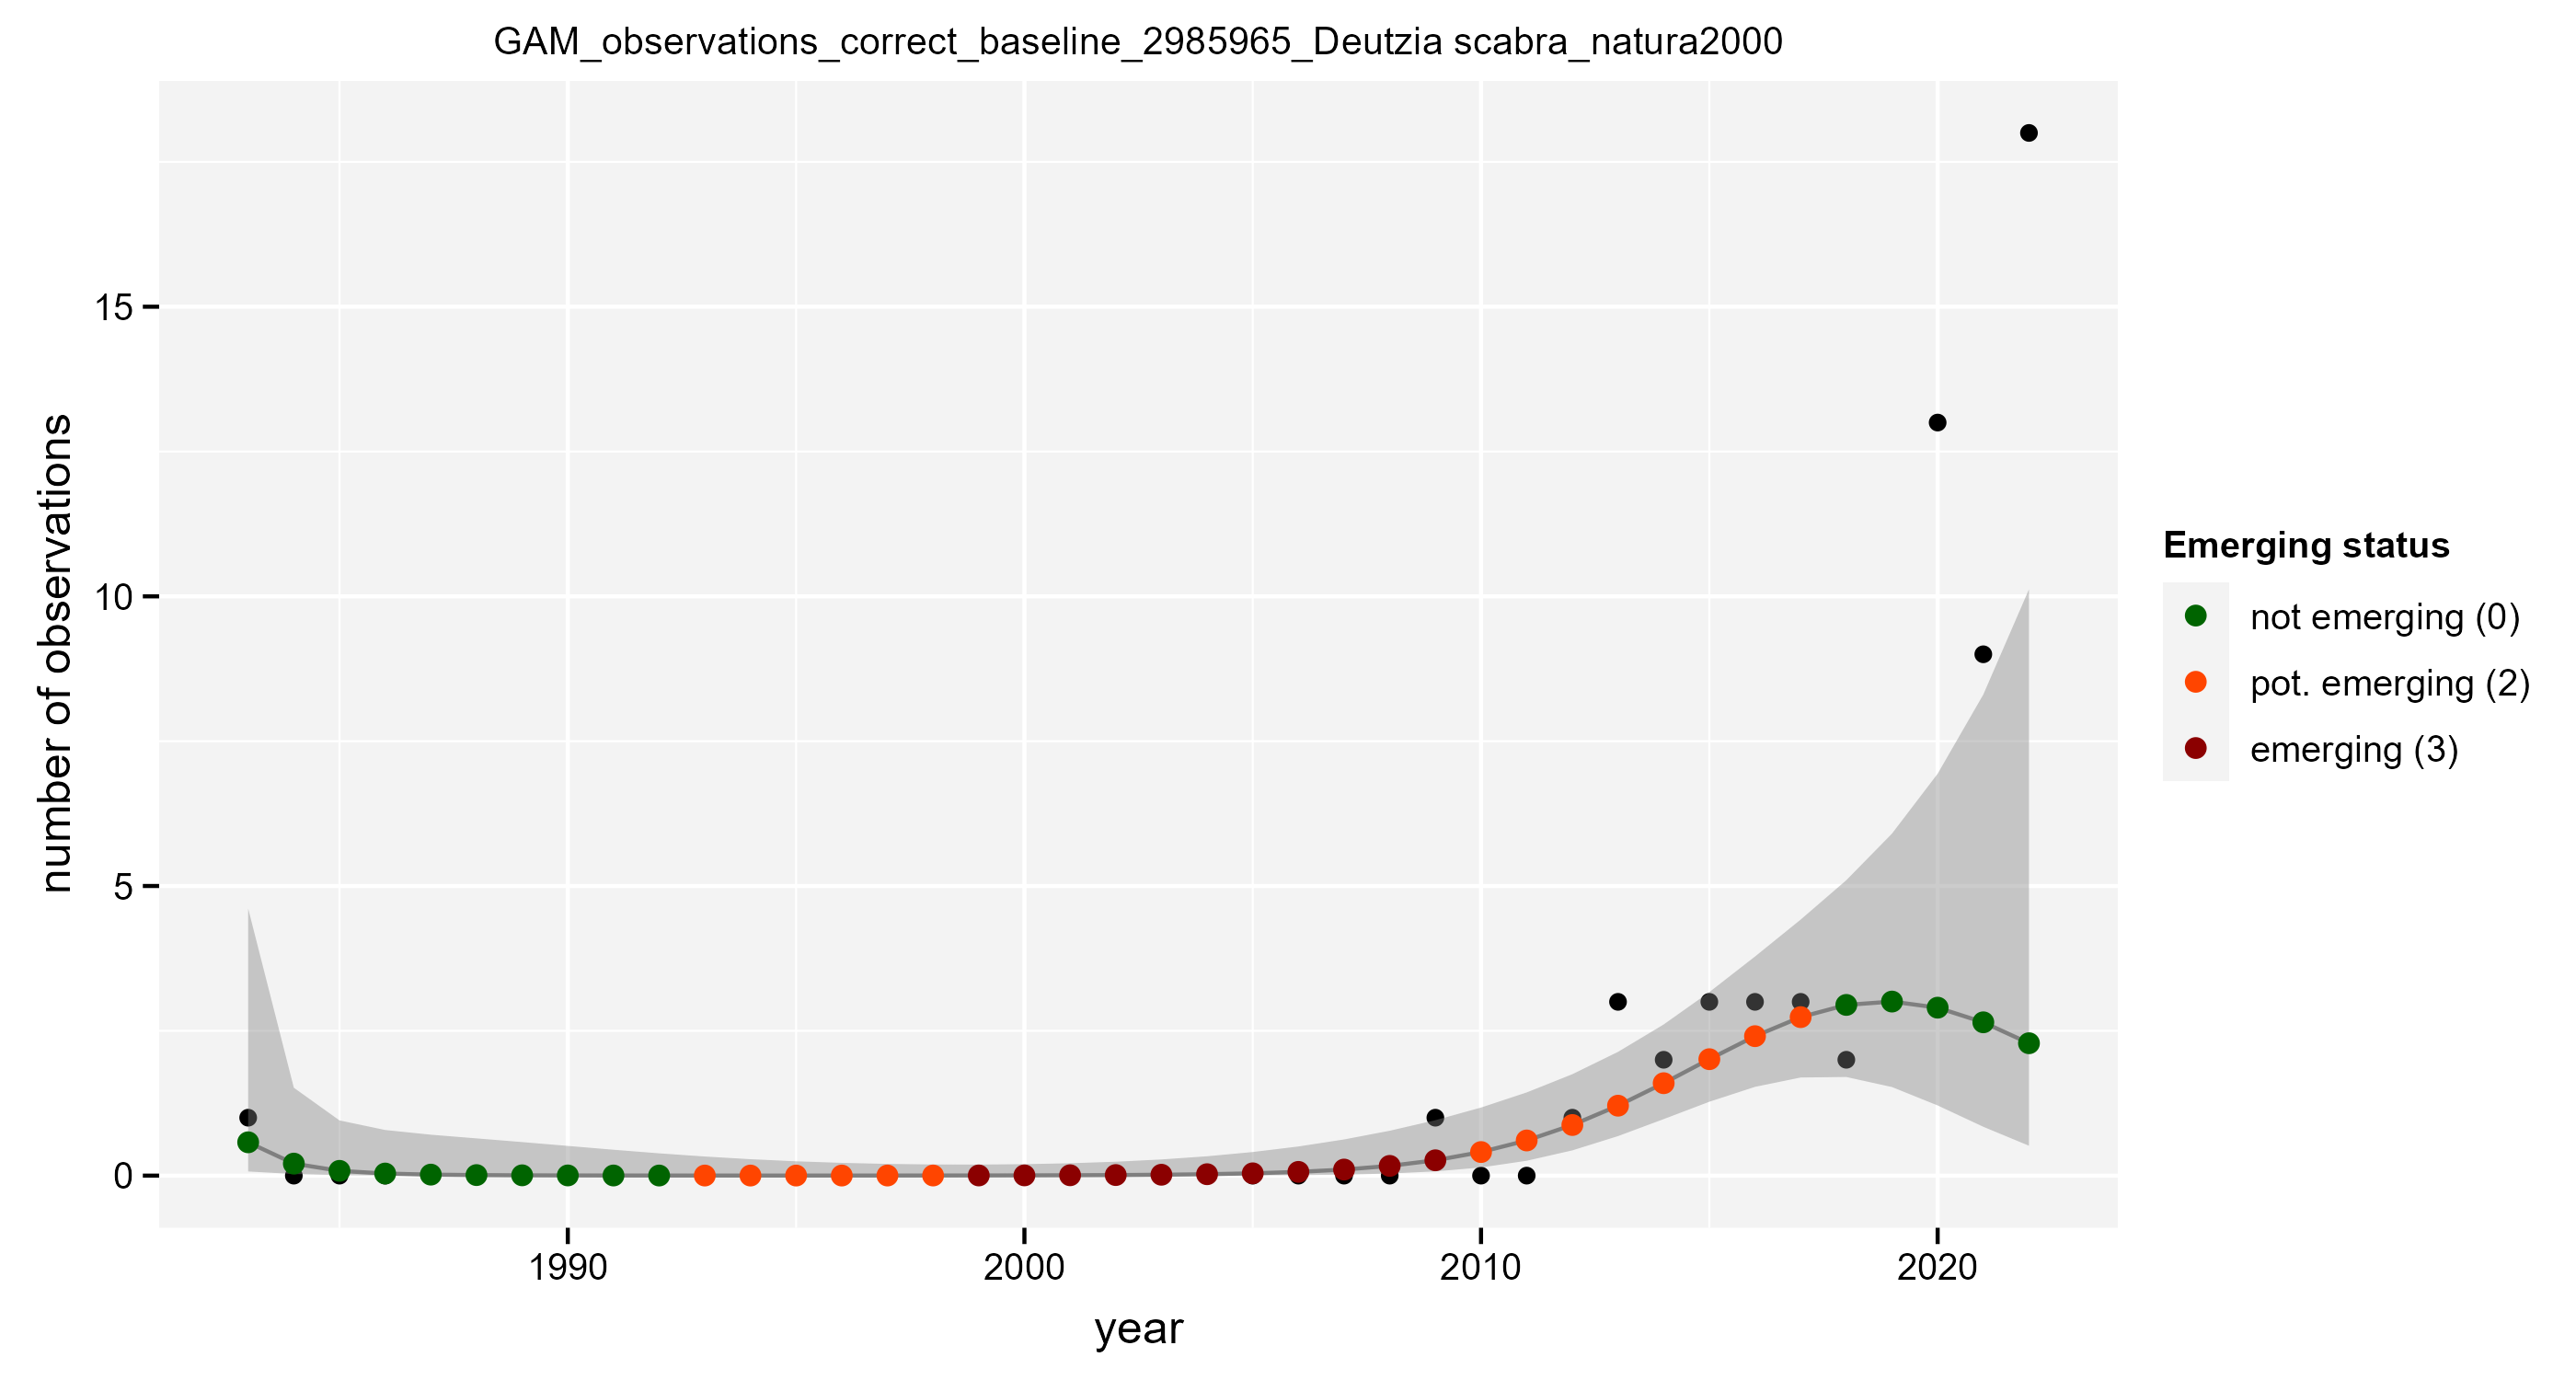 GAM_observations_correct_baseline_2985965_Deutzia scabra_natura2000
number of observations
15
10
5
0
1990
2000
2010
2020
year
Emerging status
not emerging (0)
pot. emerging (2)
emerging (3)